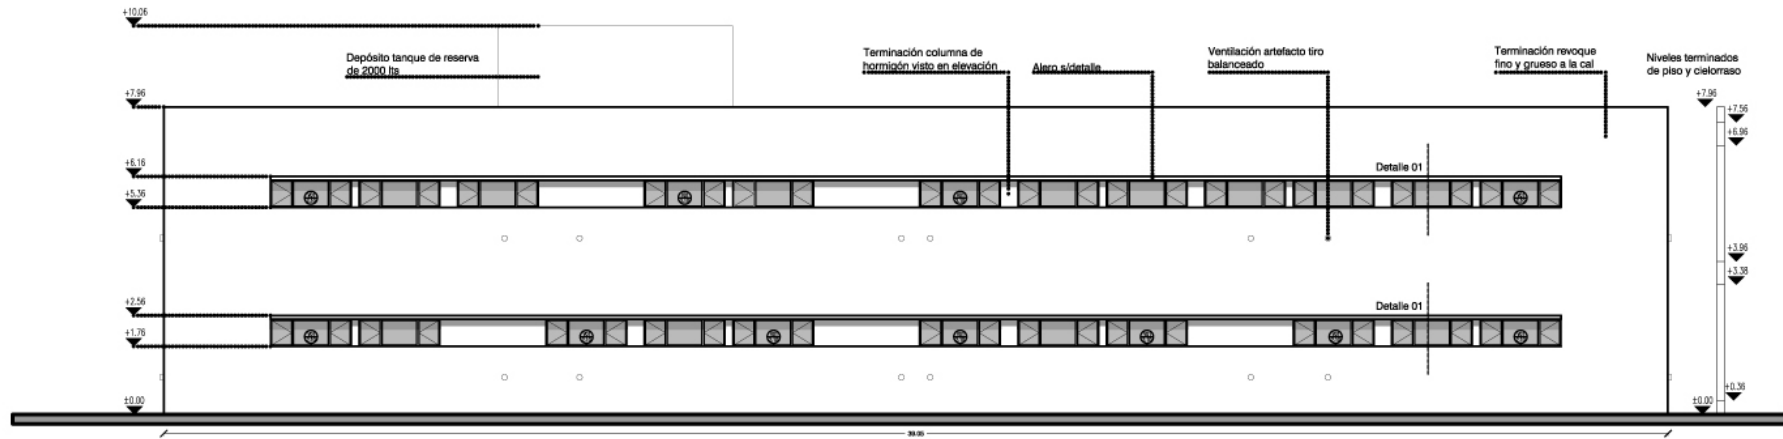 +10.06
Depósito tanque de reserva
de 2000 lts
Terminación columna de
hormigón visto en elevación
Alero s/detalle
Ventilación artefacto tiro
balanceado
Terminación revoque
fino y grueso a la cal
Niveles terminados
de piso y cielorraso
+7.96
+7.96
+7.56
+6.96
+6.16
Detalle 01
+5.36
+3.96
+3.38
+2.56
Detalle 01
+1.76
+0.36
±0.00
±0.00